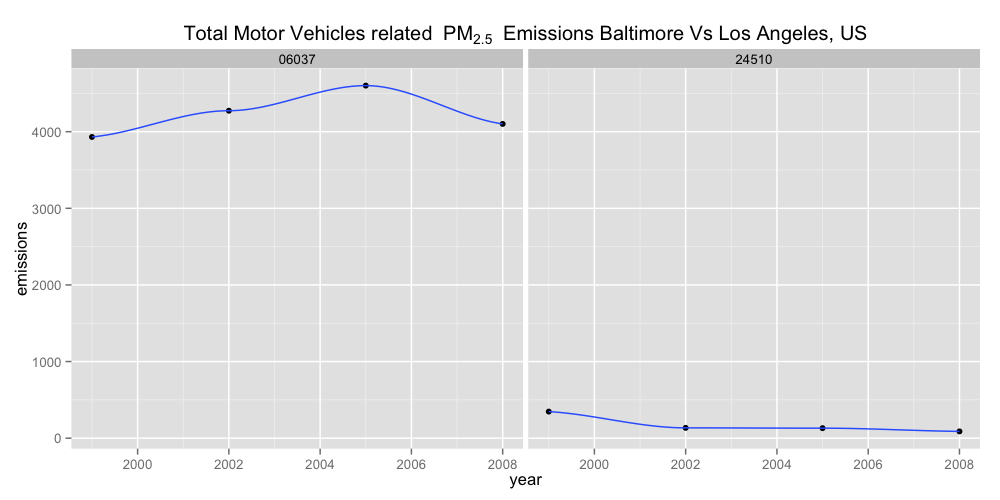 Total Motor Vehicles related PM2.5 Emissions Baltimore Vs Los Angeles, US
06037 24510
emissions
4000
3000
2000
1000
0
2000 2002 2004 2006 2008 2000 2002 2004 2006 2008
year